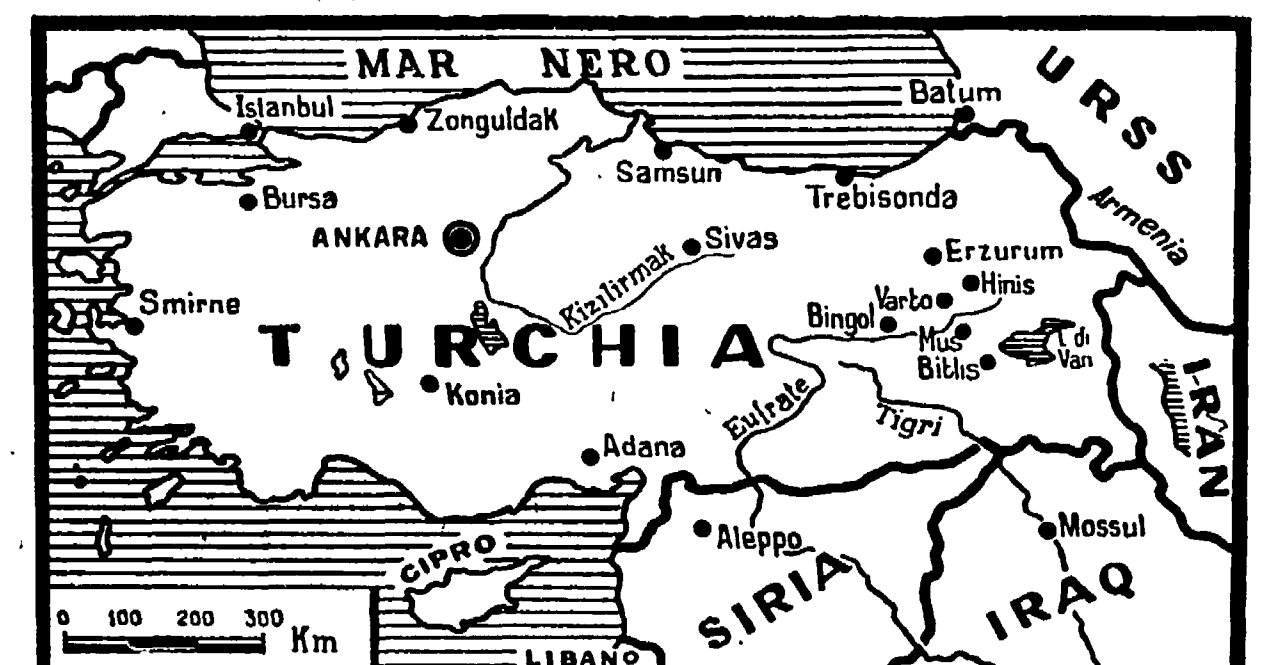 MAR NERO
URSS
Batum
Istanbul
Zonguldak
Samsun
Trebisonda
Armenia
Bursa
ANKARA
Sivas
Erzurum
Kizilirmak
Hinis
Varto
Smirne
Bingol
Mus
L. di
Van
TURCHIA
Bitlis
IRAN
Konia
Eufrate
Tigri
Adana
Aleppo
Mossul
CIPRO
SIRIA
IRAQ
0 100 200 300 Km
LIBANO